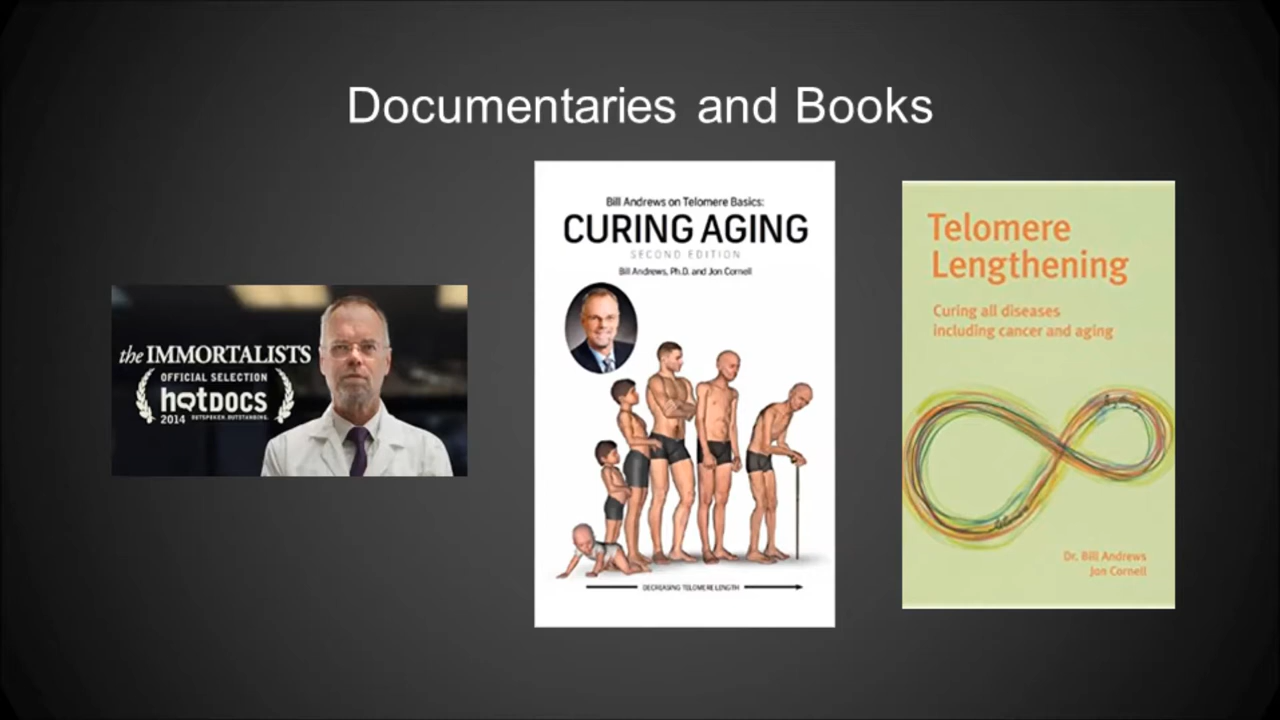 Documentaries and Books
the IMMORTALISTS
OFFICIAL SELECTION
hotDOCS
2014 OUTSPOKEN. OUTSTANDING.
Bill Andrews on Telomere Basics:
CURING AGING
SECOND EDITION
Bill Andrews, Ph.D. and Jon Cornell
DECREASING TELOMERE LENGTH
Telomere
Lengthening
Curing all diseases
including cancer and aging
Dr. Bill Andrews
Jon Cornell